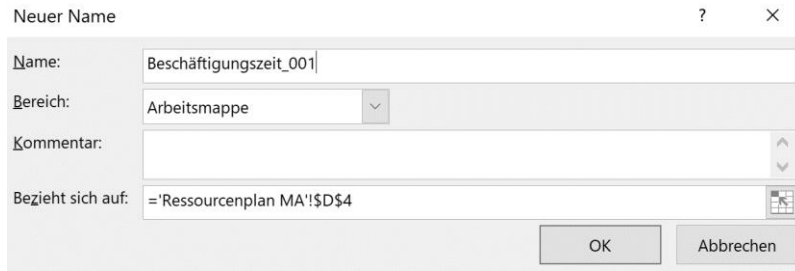 Neuer Name ? ×
Name: Beschäftigungszeit_001
Bereich: Arbeitsmappe
Kommentar:
Bezieht sich auf: ='Ressourcenplan MA'!$D$4
OK Abbrechen